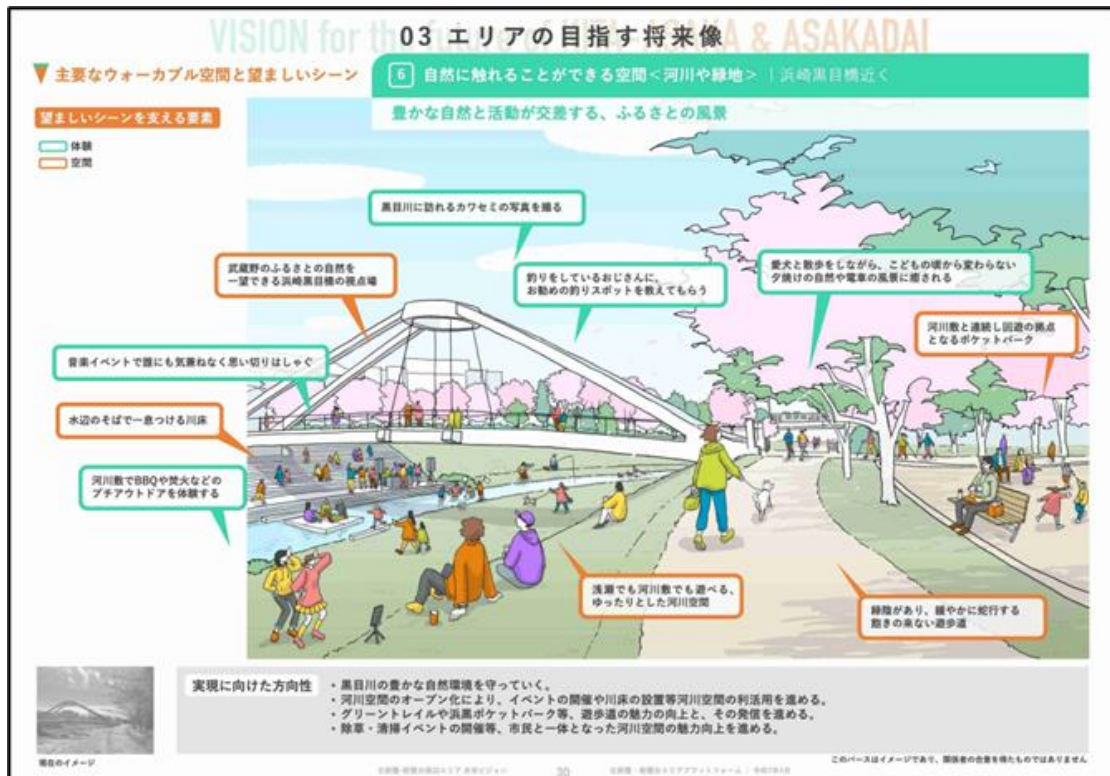 VISION for the future of KITA-ASAKA & ASAKADAI
03 エリアの目指す将来像
主要なウォーカブル空間と望ましいシーン
6 自然に触れることができる空間<河川や緑地> | 浜崎黒目橋近く
豊かな自然と活動が交差する、ふるさとの風景
望ましいシーンを支える要素
体験
空間
黒目川に訪れるカワセミの写真を撮る
武蔵野のふるさとの自然を
一望できる浜崎黒目橋の視点場
釣りをしているおじさんに、
お勧めの釣りスポットを教えてもらう
愛犬と散歩をしながら、こどもの頃から変わらない
夕焼けの自然や電車の風景に癒される
河川敷と連続し回遊の拠点
となるポケットパーク
音楽イベントで誰にも気兼ねなく思い切りはしゃぐ
水辺のそばで一息つける川床
河川敷でBBQや焚火などの
プチアウトドアを体験する
浅瀬でも河川敷でも遊べる、
ゆったりとした河川空間
緑陰があり、緩やかに蛇行する
飽きの来ない遊歩道
実現に向けた方向性
・黒目川の豊かな自然環境を守っていく。
・河川空間のオープン化により、イベントの開催や川床の設置等河川空間の利活用を進める。
・グリーントレイルや浜黒ポケットパーク等、遊歩道の魅力の向上と、その発信を進める。
・除草・清掃イベントの開催等、市民と一体となった河川空間の魅力向上を進める。
現在のイメージ
このパースはイメージであり、関係者の合意を得たものではありません
30